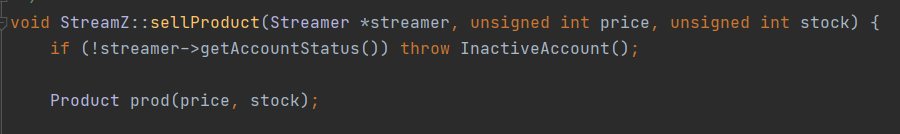 void StreamZ::sellProduct(Streamer *streamer, unsigned int price, unsigned int stock) {
    if (!streamer->getAccountStatus()) throw InactiveAccount();
    Product prod(price, stock);